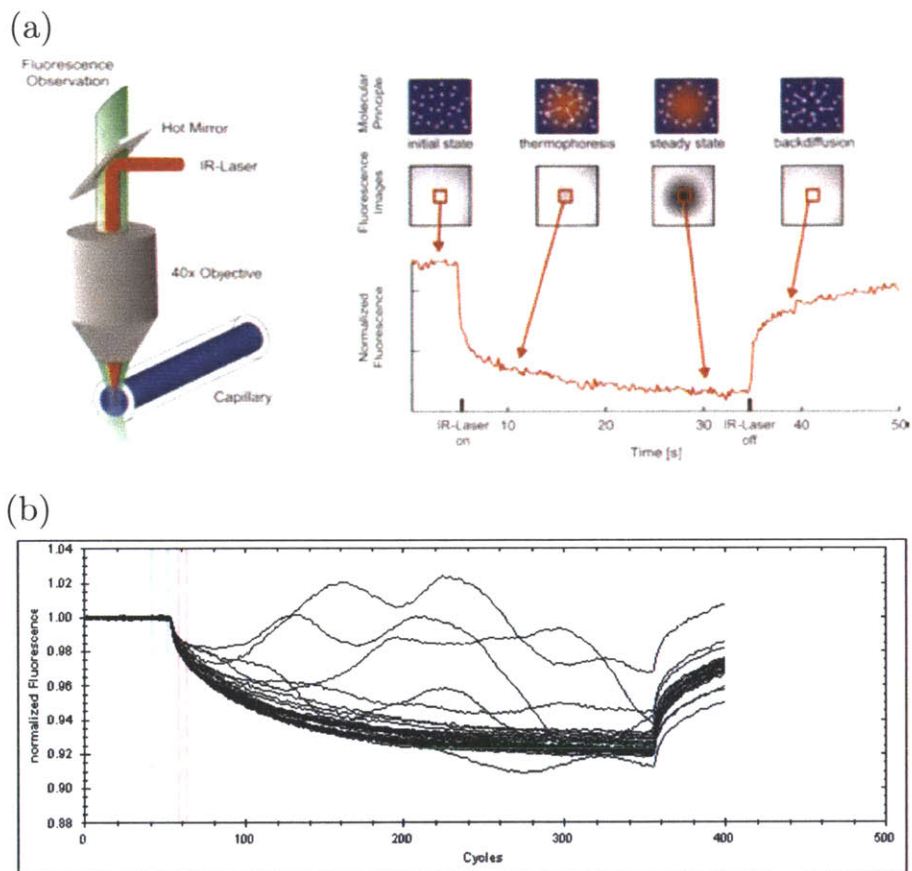 (a)
Fluorescence
Observation
Hot Mirror
IR-Laser
40x Objective
Capillary
Molecular
Principle
initial state
thermophoresis
steady state
backdiffusion
Fluorescence
Images
Normalized
Fluorescence
IR-Laser
on
10
20
30
IR-Laser
off
40
50
Time [s]
(b)
1.04
1.02
1.00
0.98
0.96
0.94
0.92
0.90
0.88
normalized Fluorescence
0
100
200
300
400
500
Cycles